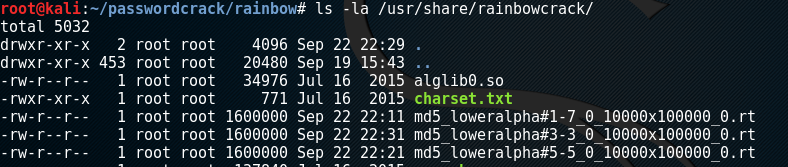 root@kali:~/passwordcrack/rainbow# ls -la /usr/share/rainbowcrack/
total 5032
drwxr-xr-x   2 root root    4096 Sep 22 22:29 .
drwxr-xr-x 453 root root   20480 Sep 19 15:43 ..
-rw-r--r--   1 root root   34976 Jul 16  2015 alglib0.so
-rwxr-xr-x   1 root root     771 Jul 16  2015 charset.txt
-rw-r--r--   1 root root 1600000 Sep 22 22:11 md5_loweralpha#1-7_0_10000x100000_0.rt
-rw-r--r--   1 root root 1600000 Sep 22 22:31 md5_loweralpha#3-3_0_10000x100000_0.rt
-rw-r--r--   1 root root 1600000 Sep 22 22:21 md5_loweralpha#5-5_0_10000x100000_0.rt